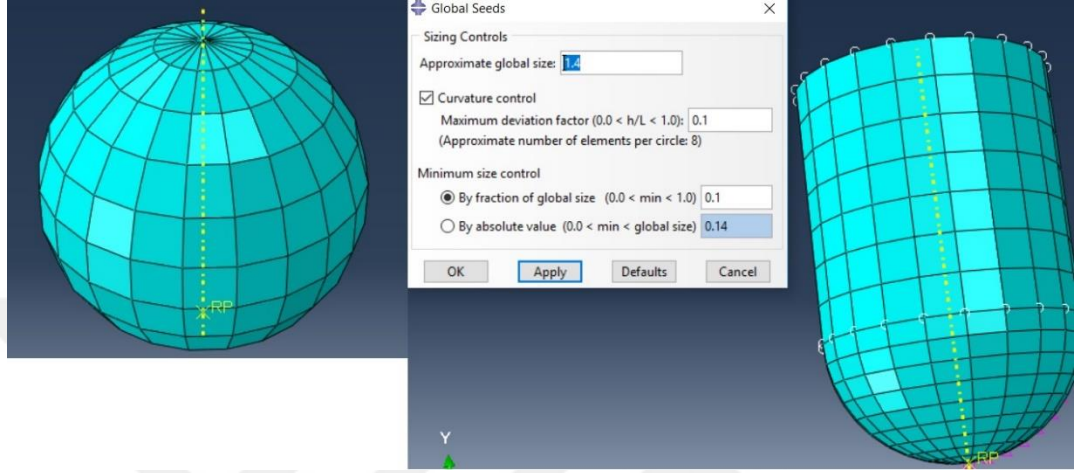 Global Seeds
Sizing Controls
Approximate global size: 1.4
Curvature control
Maximum deviation factor (0.0 < h/L < 1.0): 0.1
(Approximate number of elements per circle: 8)
Minimum size control
By fraction of global size (0.0 < min < 1.0) 0.1
By absolute value (0.0 < min < global size) 0.14
OK Apply Defaults Cancel
RP
Y
RP